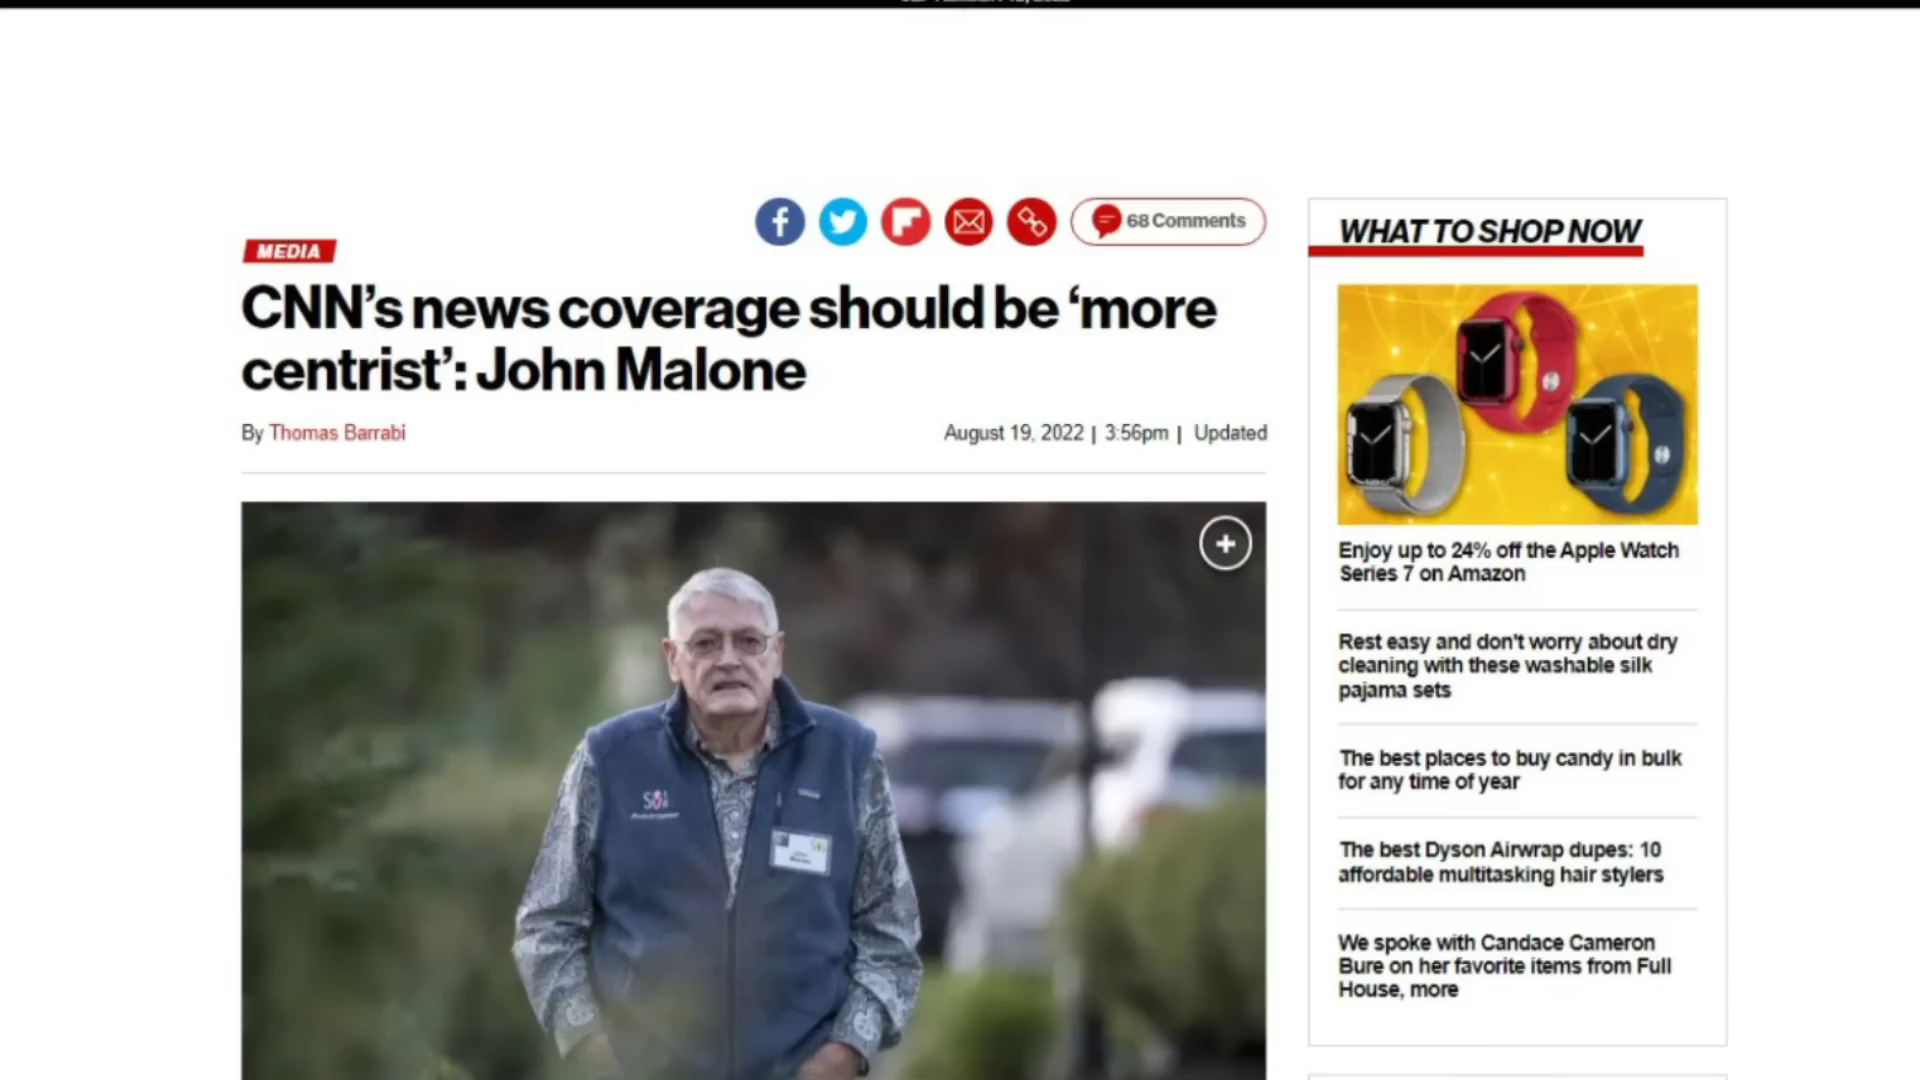 68 Comments
MEDIA
CNN’s news coverage should be ‘more
centrist’: John Malone
By Thomas Barrabi
August 19, 2022 | 3:56pm | Updated
WHAT TO SHOP NOW
Enjoy up to 24% off the Apple Watch
Series 7 on Amazon
Rest easy and don't worry about dry
cleaning with these washable silk
pajama sets
The best places to buy candy in bulk
for any time of year
The best Dyson Airwrap dupes: 10
affordable multitasking hair stylers
We spoke with Candace Cameron
Bure on her favorite items from Full
House, more